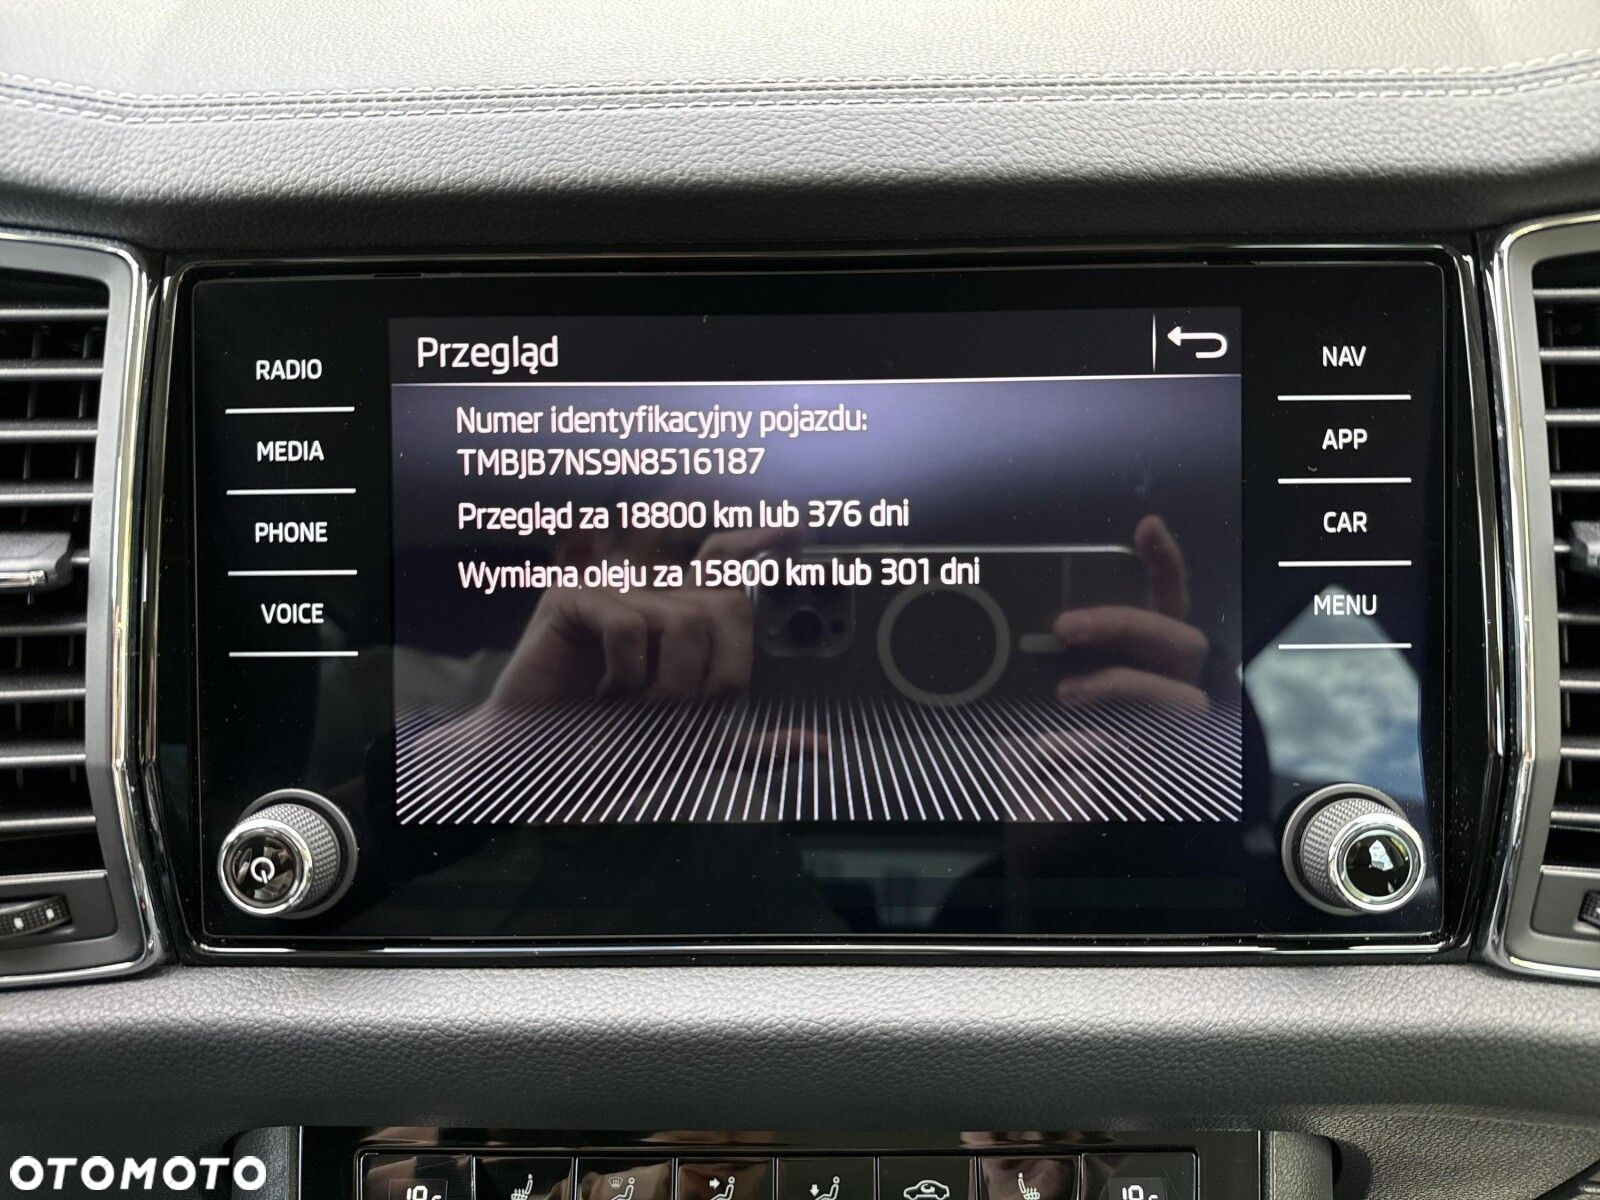 Przegląd
Numer identyfikacyjny pojazdu:
TMBJB7NS9N8516187
Przegląd za 18800 km lub 376 dni
Wymiana oleju za 15800 km lub 301 dni
RADIO
MEDIA
PHONE
VOICE
NAV
APP
CAR
MENU
OTOMOTO